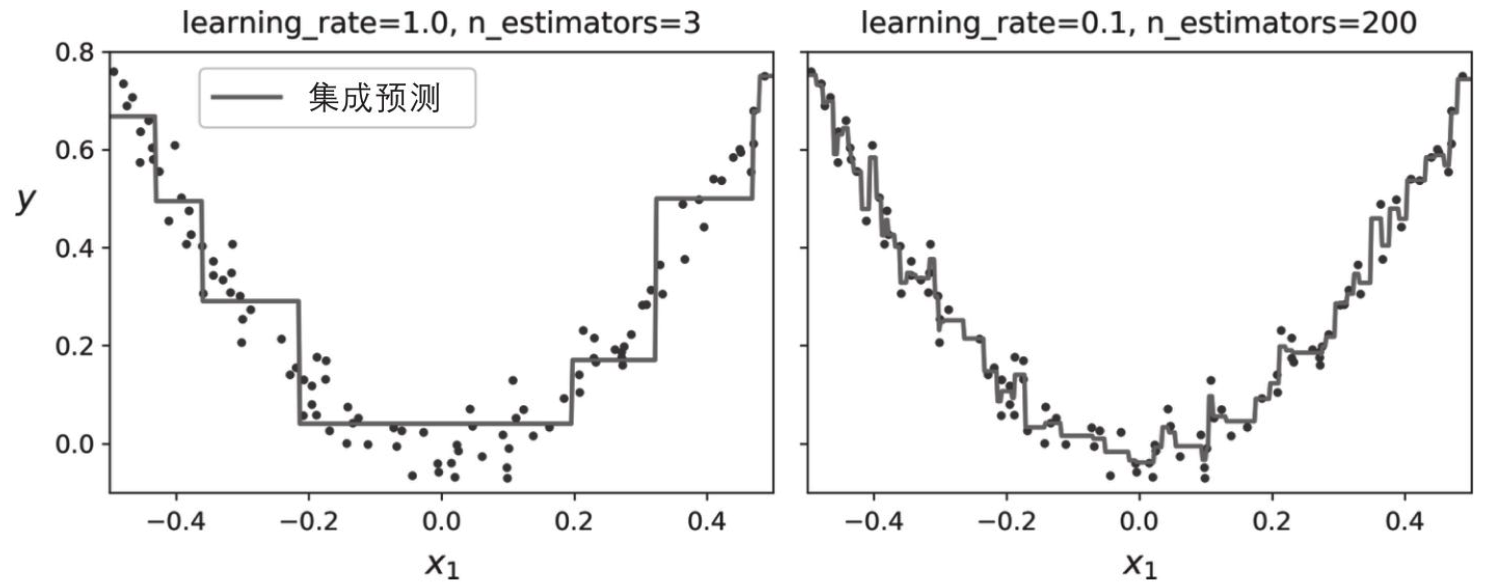 learning_rate=1.0, n_estimators=3
learning_rate=0.1, n_estimators=200
集成预测
y
0.8
0.6
0.4
0.2
0.0
−0.4 −0.2 0.0 0.2 0.4
−0.4 −0.2 0.0 0.2 0.4
x₁
x₁